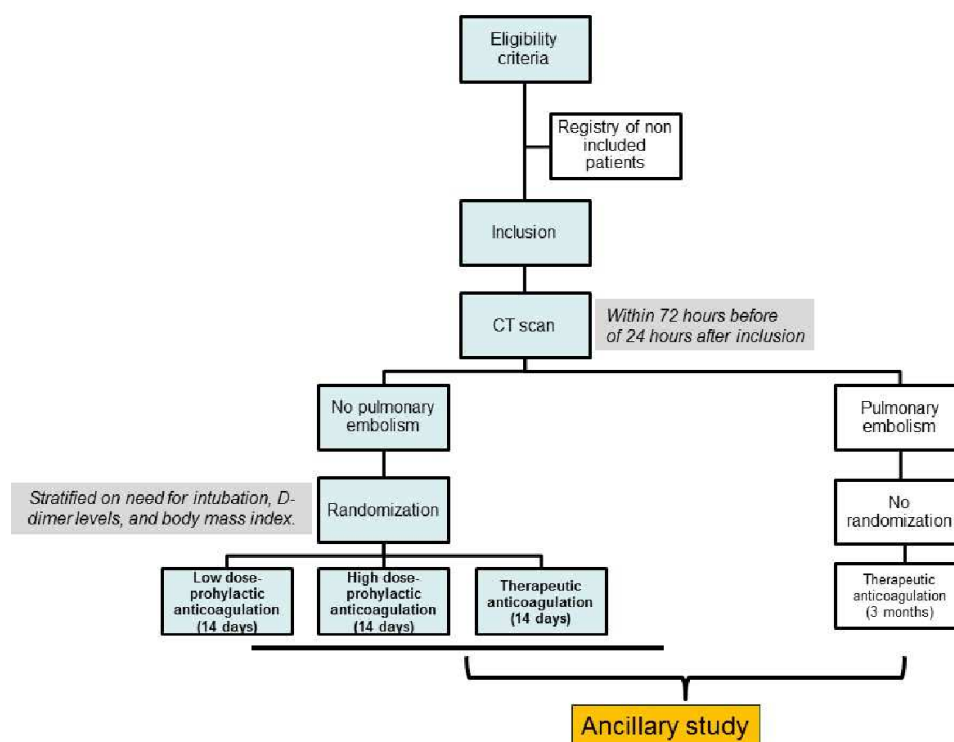 Eligibility
criteria
Registry of non
included
patients
Inclusion
CT scan
Within 72 hours before
of 24 hours after inclusion
No pulmonary
embolism
Pulmonary
embolism
Stratified on need for intubation, D-
dimer levels, and body mass index.
Randomization
No
randomization
Low dose-
prohylactic
anticoagulation
(14 days)
High dose-
prohylactic
anticoagulation
(14 days)
Therapeutic
anticoagulation
(14 days)
Therapeutic
anticoagulation
(3 months)
Ancillary study